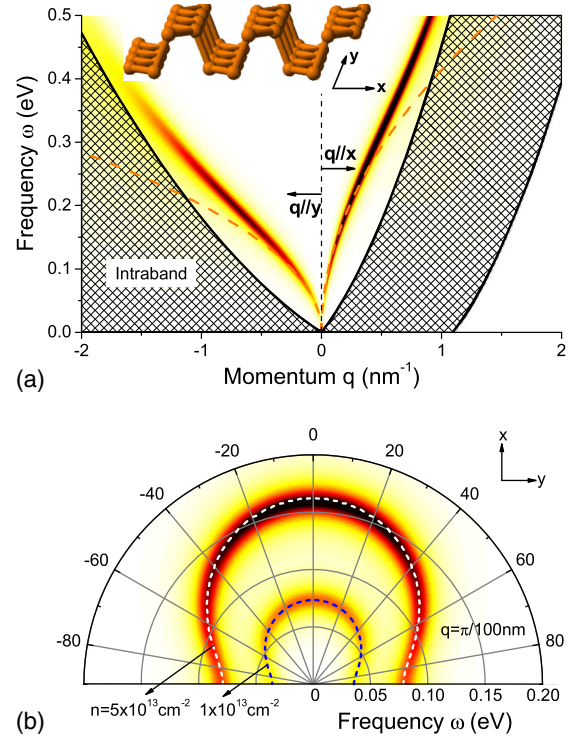 0.5
0.4
0.3
0.2
0.1
0.0
Frequency ω (eV)
y
x
q//x
q//y
Intraband
-2 -1 0 1 2
(a) Momentum q (nm⁻¹)
0
-20 20
-40 40
-60 60
-80 80
x
y
q=π/100nm
n=5x10¹³cm⁻² 1x10¹³cm⁻²
0 0.05 0.10 0.15 0.20
(b) Frequency ω (eV)